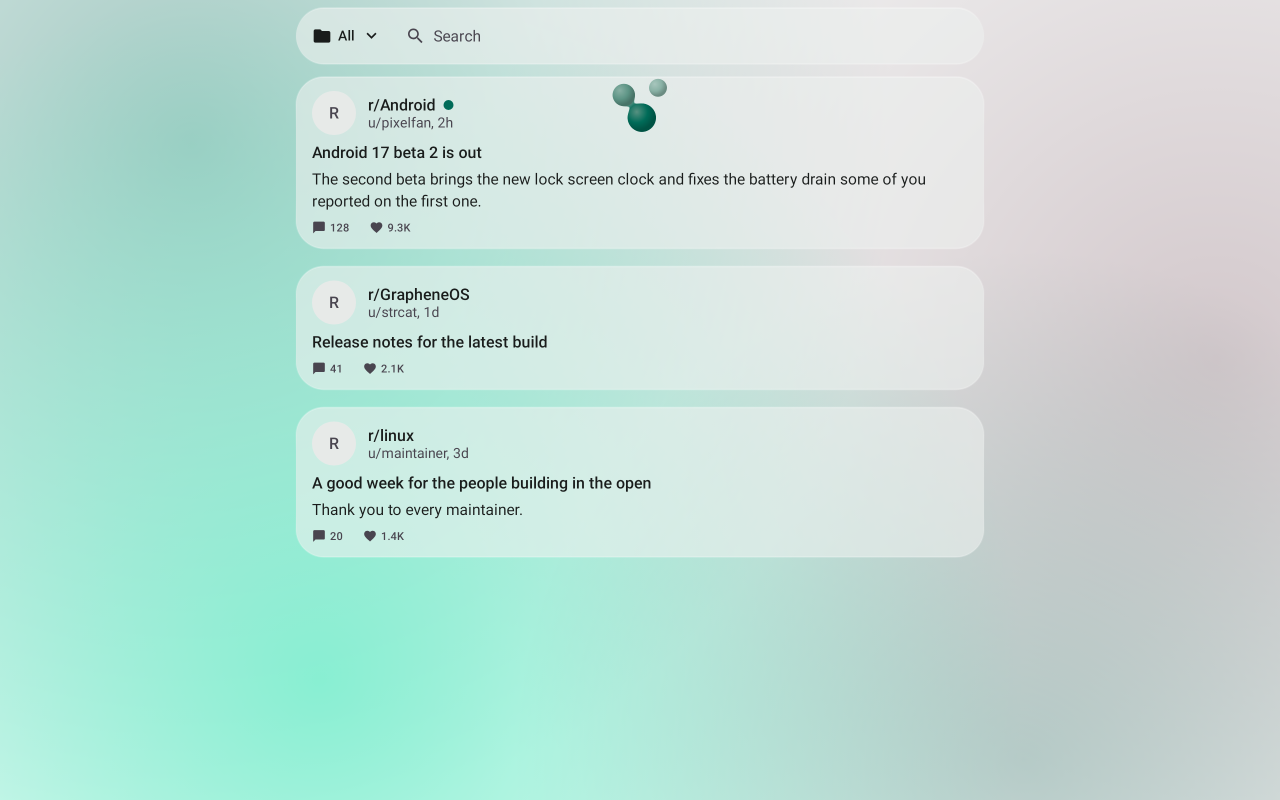 All
Search
R
r/Android
u/pixelfan, 2h
Android 17 beta 2 is out
The second beta brings the new lock screen clock and fixes the battery drain some of you
reported on the first one.
128 9.3K
R
r/GrapheneOS
u/strcat, 1d
Release notes for the latest build
41 2.1K
R
r/linux
u/maintainer, 3d
A good week for the people building in the open
Thank you to every maintainer.
20 1.4K